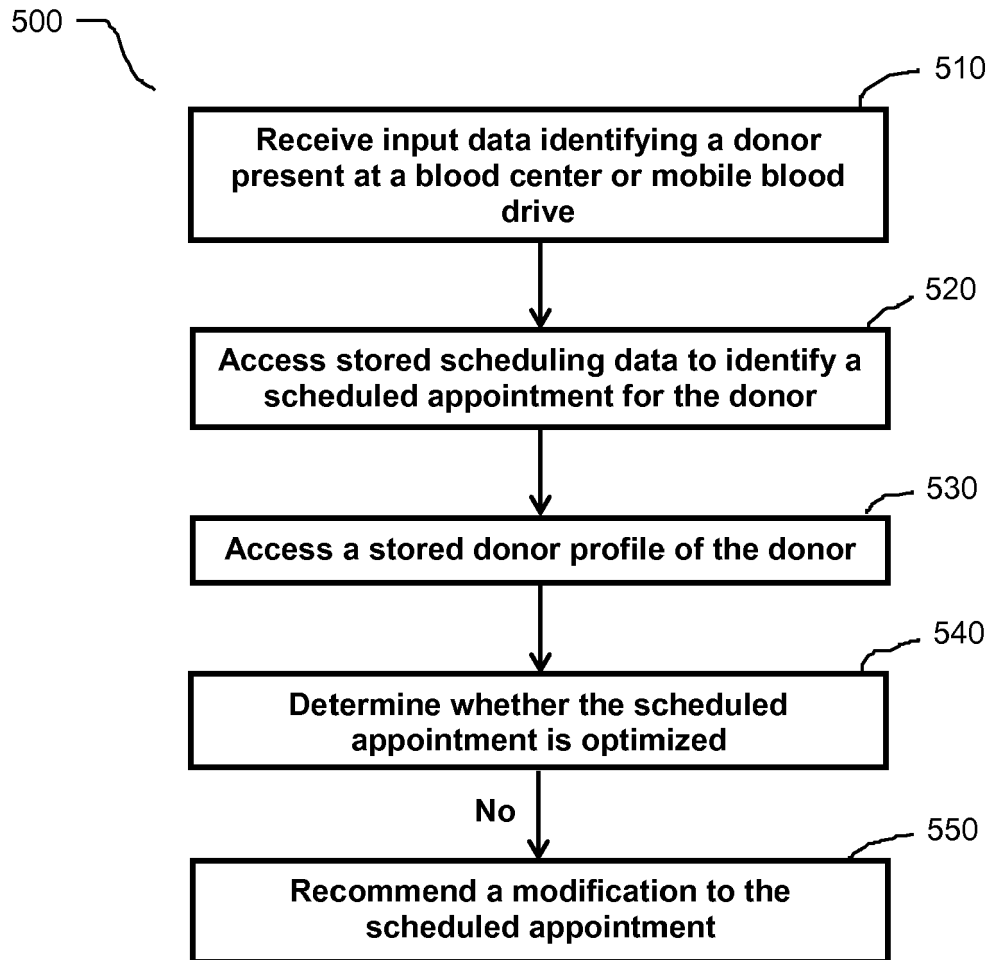 500
510
Receive input data identifying a donor
present at a blood center or mobile blood
drive
520
Access stored scheduling data to identify a
scheduled appointment for the donor
530
Access a stored donor profile of the donor
540
Determine whether the scheduled
appointment is optimized
No
550
Recommend a modification to the
scheduled appointment